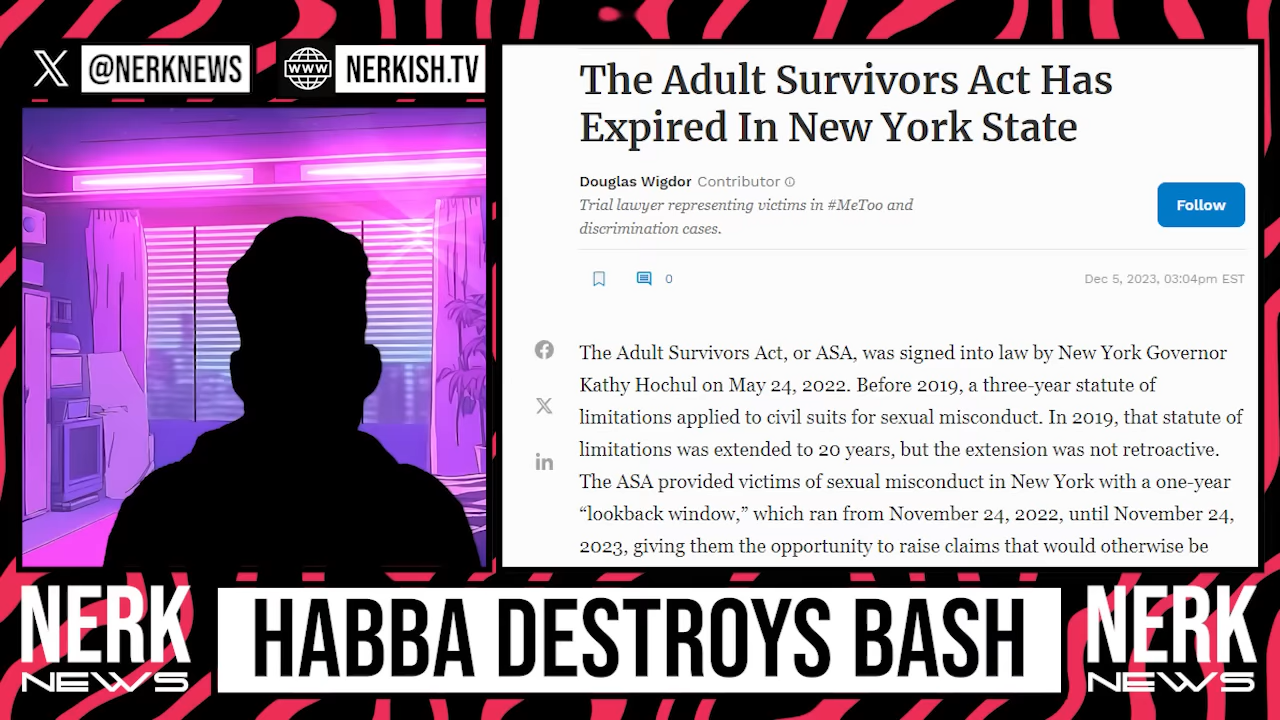 @NERKNEWS
WWW
NERKISH.TV
The Adult Survivors Act Has
Expired In New York State
Douglas Wigdor Contributor
Trial lawyer representing victims in #MeToo and
discrimination cases.
Follow
0
Dec 5, 2023, 03:04pm EST
The Adult Survivors Act, or ASA, was signed into law by New York Governor
Kathy Hochul on May 24, 2022. Before 2019, a three-year statute of
limitations applied to civil suits for sexual misconduct. In 2019, that statute of
limitations was extended to 20 years, but the extension was not retroactive.
The ASA provided victims of sexual misconduct in New York with a one-year
“lookback window,” which ran from November 24, 2022, until November 24,
2023, giving them the opportunity to raise claims that would otherwise be
NERK
NEWS
HABBA DESTROYS BASH
NERK
NEWS